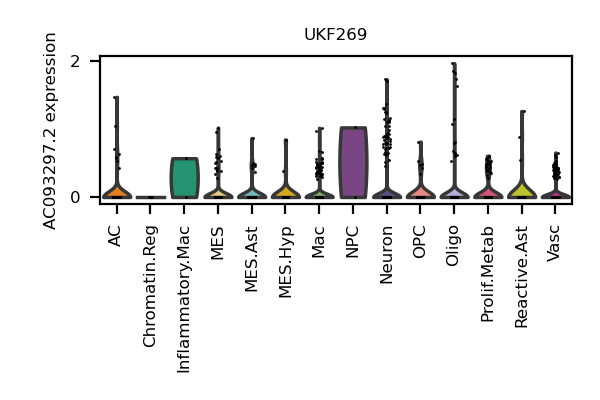 UKF269
AC093297.2 expression
2
0
AC
Chromatin.Reg
Inflammatory.Mac
MES
MES.Ast
MES.Hyp
Mac
NPC
Neuron
OPC
Oligo
Prolif.Metab
Reactive.Ast
Vasc